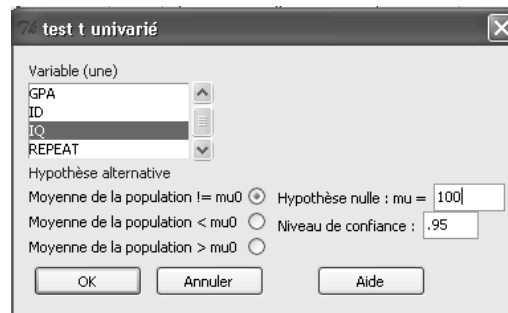 test t univarié
Variable (une)
GPA
ID
IQ
REPEAT
Hypothèse alternative
Moyenne de la population != mu0
Hypothèse nulle : mu = 100
Moyenne de la population < mu0
Niveau de confiance : .95
Moyenne de la population > mu0
OK
Annuler
Aide